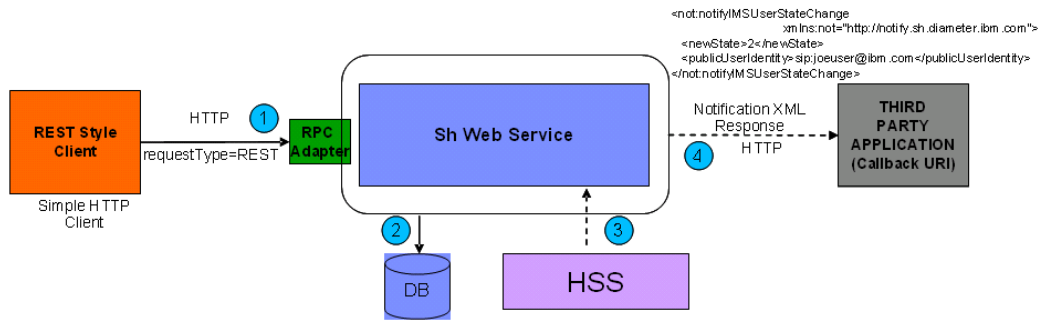 <not:notifyIMSUserStateChange
xmlns:not="http://notify.sh.diameter.ibm.com">
<newState>2</newState>
<publicUserIdentity>sip:joeuser@ibm.com</publicUserIdentity>
</not:notifyIMSUserStateChange>
REST Style
Client
Simple HTTP
Client
HTTP
1
requestType=REST
RPC
Adapter
Sh Web Service
2
DB
3
HSS
Notification XML
Response
4
HTTP
THIRD
PARTY
APPLICATION
(Callback URI)